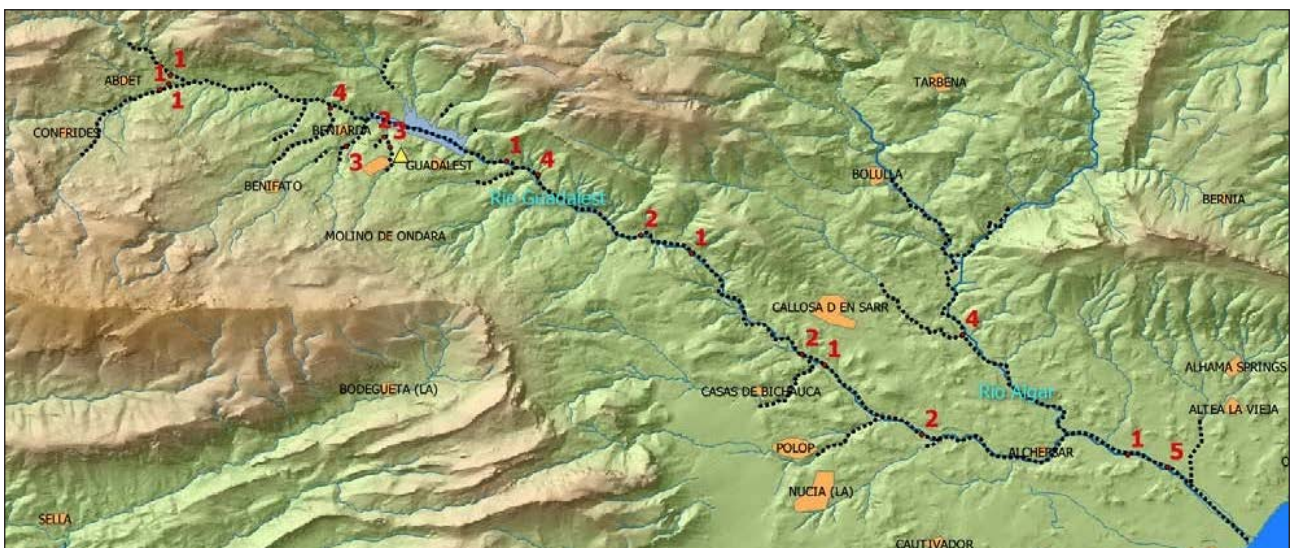 1
ABDET
1
TARBENA
1
4
CONFRIDES
BENIARDA
2
3
1
3
GUADALEST
4
BOLULLA
BENIFATO
Río Guadalest
BERNIA
2
MOLINO DE ONDARA
1
CALLOSA D EN SARR
4
2
1
ALHAMA SPRINGS
BODEGUETA (LA)
CASAS DE BICHAUCA
Río Algar
ALTEA LA VIEJA
2
POLOP
ALCHERSAR
1
5
NUCIA (LA)
SELLA
CAUTIVADOR